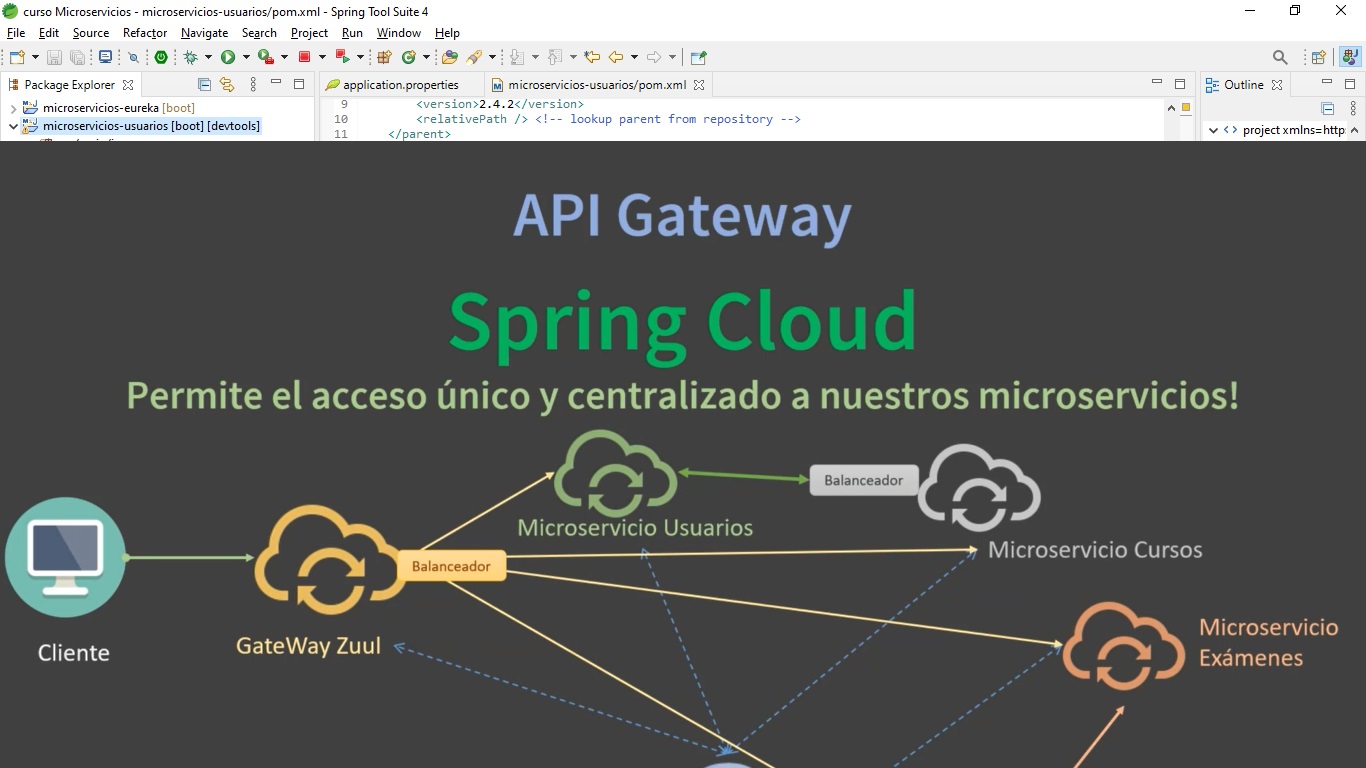 curso Microservicios - microservicios-usuarios/pom.xml - Spring Tool Suite 4
File Edit Source Refactor Navigate Search Project Run Window Help
Package Explorer
application.properties
microservicios-usuarios/pom.xml
Outline
microservicios-eureka [boot]
microservicios-usuarios [boot] [devtools]
9 <version>2.4.2</version>
10 <relativePath /> <!-- lookup parent from repository -->
11 </parent>
project xmlns=http:
API Gateway
Spring Cloud
Permite el acceso único y centralizado a nuestros microservicios!
Balanceador
Microservicio Usuarios
Microservicio Cursos
Balanceador
GateWay Zuul
Cliente
Microservicio
Exámenes